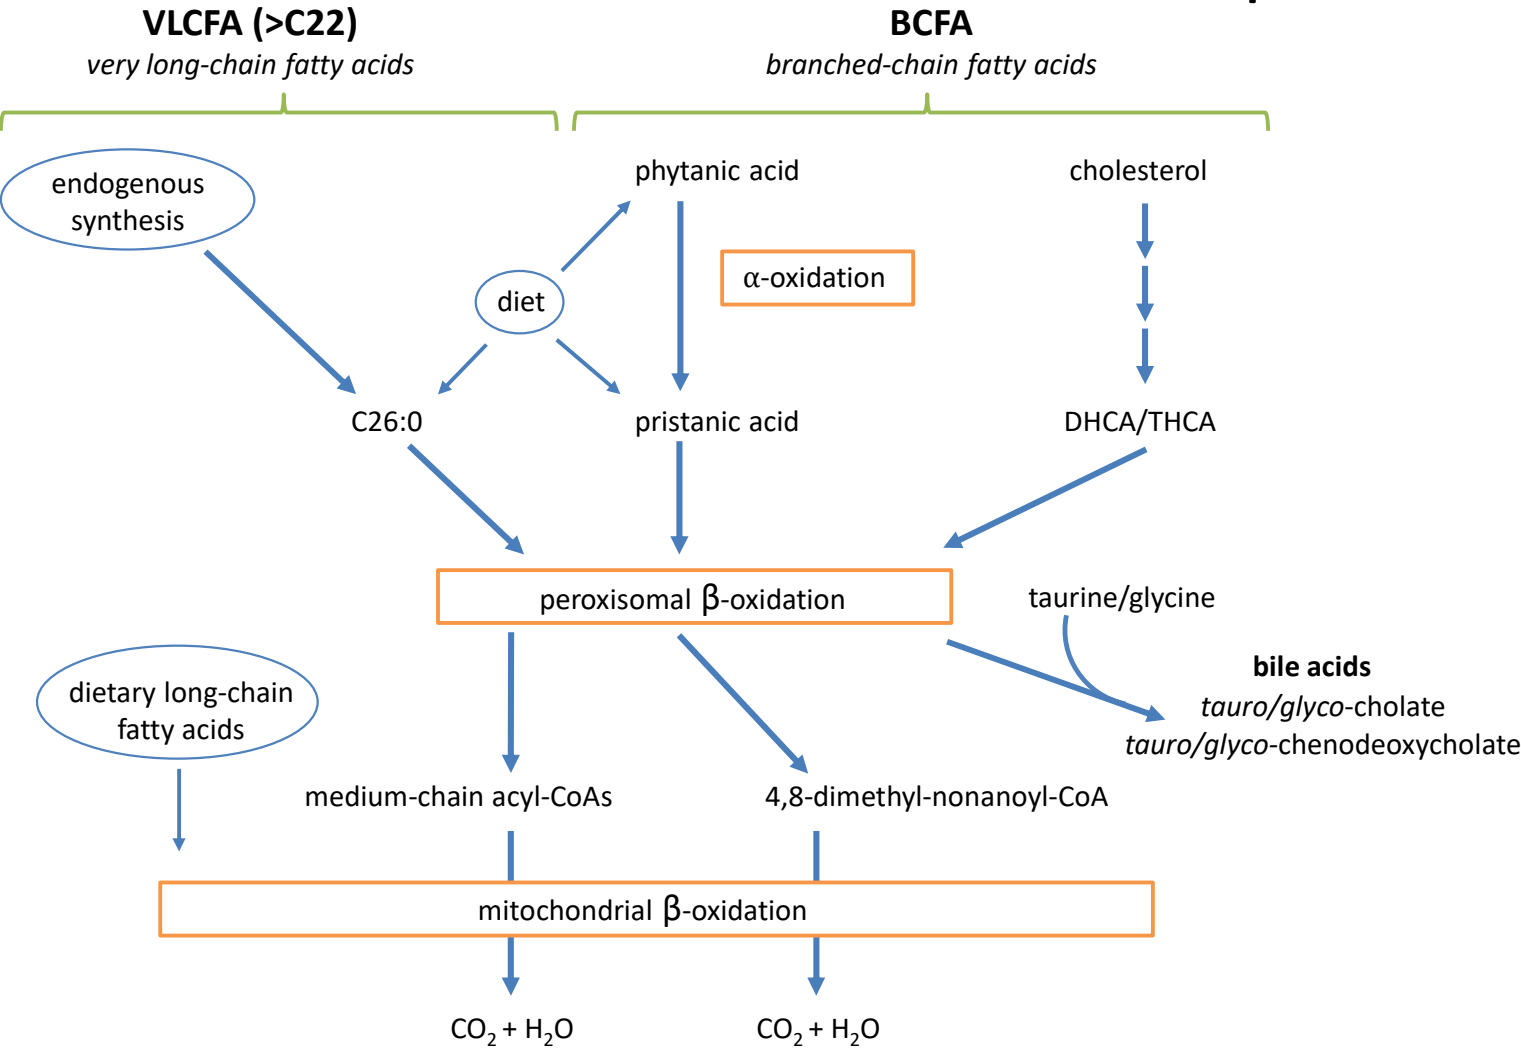 VLCFA (>C22)
very long-chain fatty acids
BCFA
branched-chain fatty acids
endogenous
synthesis
phytanic acid
cholesterol
α-oxidation
diet
C26:0
pristanic acid
DHCA/THCA
peroxisomal β-oxidation
taurine/glycine
bile acids
tauro/glyco-cholate
tauro/glyco-chenodeoxycholate
dietary long-chain
fatty acids
medium-chain acyl-CoAs
4,8-dimethyl-nonanoyl-CoA
mitochondrial β-oxidation
CO₂ + H₂O
CO₂ + H₂O